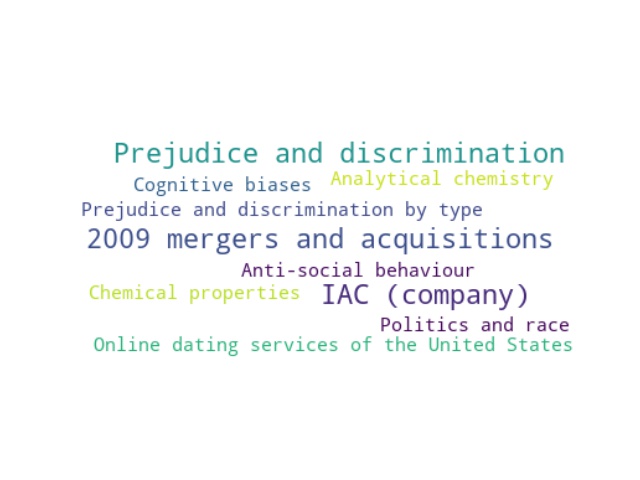 Prejudice and discrimination
Cognitive biases
Analytical chemistry
Prejudice and discrimination by type
2009 mergers and acquisitions
Anti-social behaviour
Chemical properties
IAC (company)
Politics and race
Online dating services of the United States